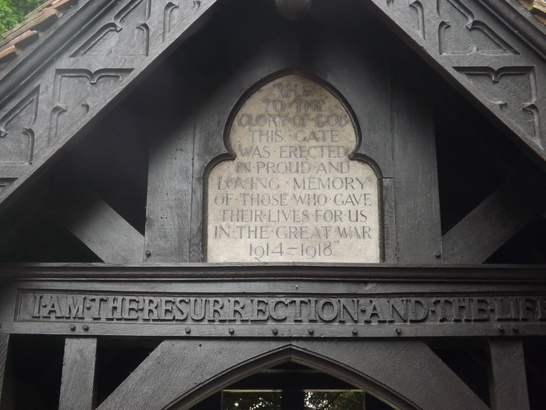 TO THE
GLORY OF GOD
THIS GATE
WAS ERECTED
IN PROUD AND
LOVING MEMORY
OF THOSE WHO GAVE
THEIR LIVES FOR US
IN THE GREAT WAR
1914-1918
I·AM·THE·RESURRECTION·AND·THE·LIFE